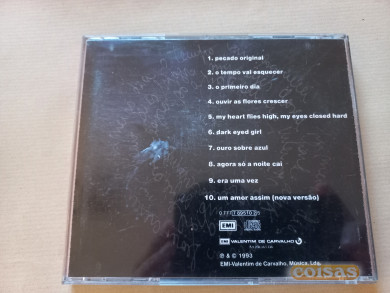 1. pecado original
2. o tempo vai esquecer
3. o primeiro dia
4. ouvir as flores crescer
5. my heart flies high, my eyes closed hard
6. dark eyed girl
7. ouro sobre azul
8. agora só a noite cai
9. era uma vez
10. um amor assim (nova versão)
EMI
EMI VALENTIM DE CARVALHO
℗ & © 1993
EMI-Valentim de Carvalho, Música, Lda.
coisas